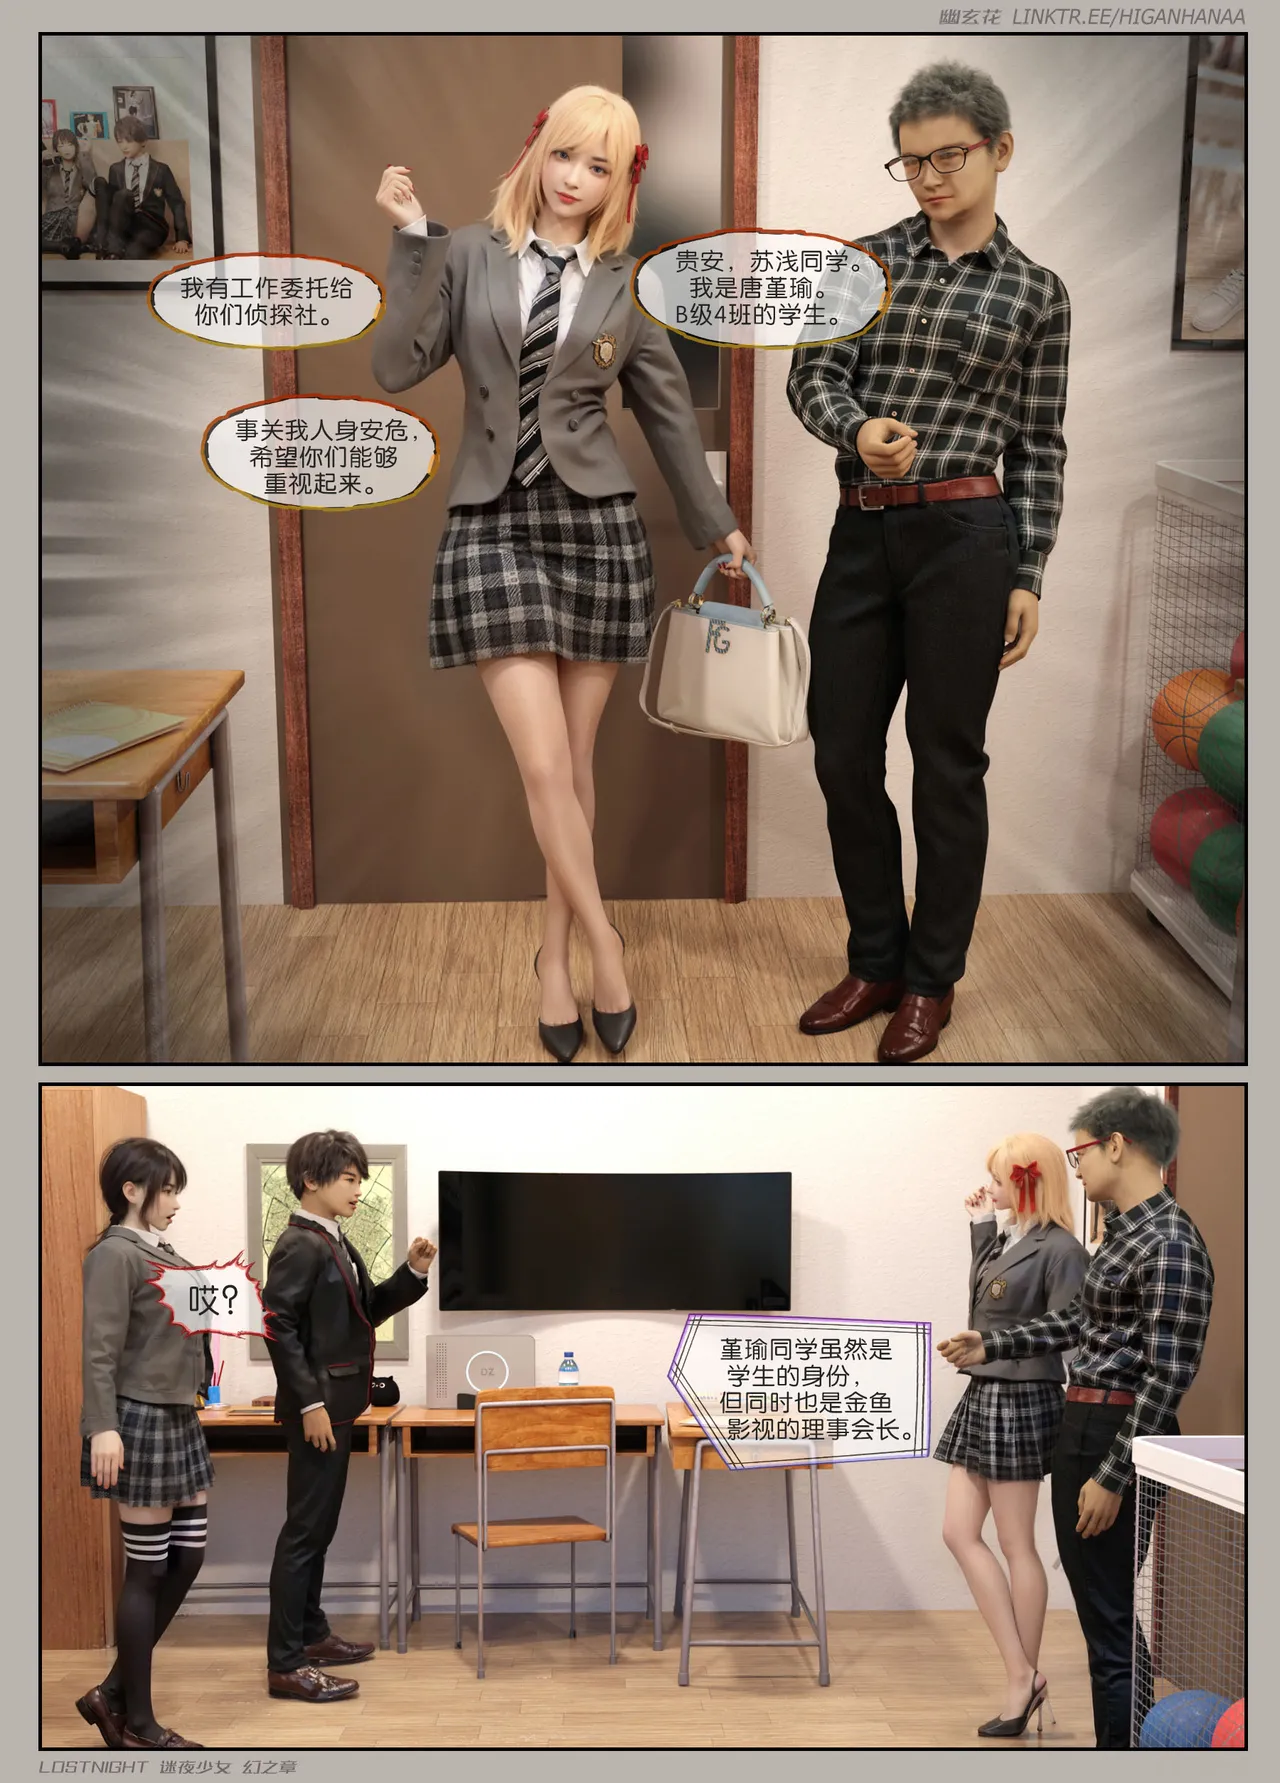 幽玄花 LINKTR.EE/HIGANHANAA
贵安，苏浅同学。
我是唐堇瑜。
B级4班的学生。
我有工作委托给
你们侦探社。
事关我人身安危，
希望你们能够
重视起来。
FG
哎？
OZ
堇瑜同学虽然是
学生的身份，
但同时也是金鱼
影视的理事会长。
LOSTNIGHT 迷夜少女 幻之章